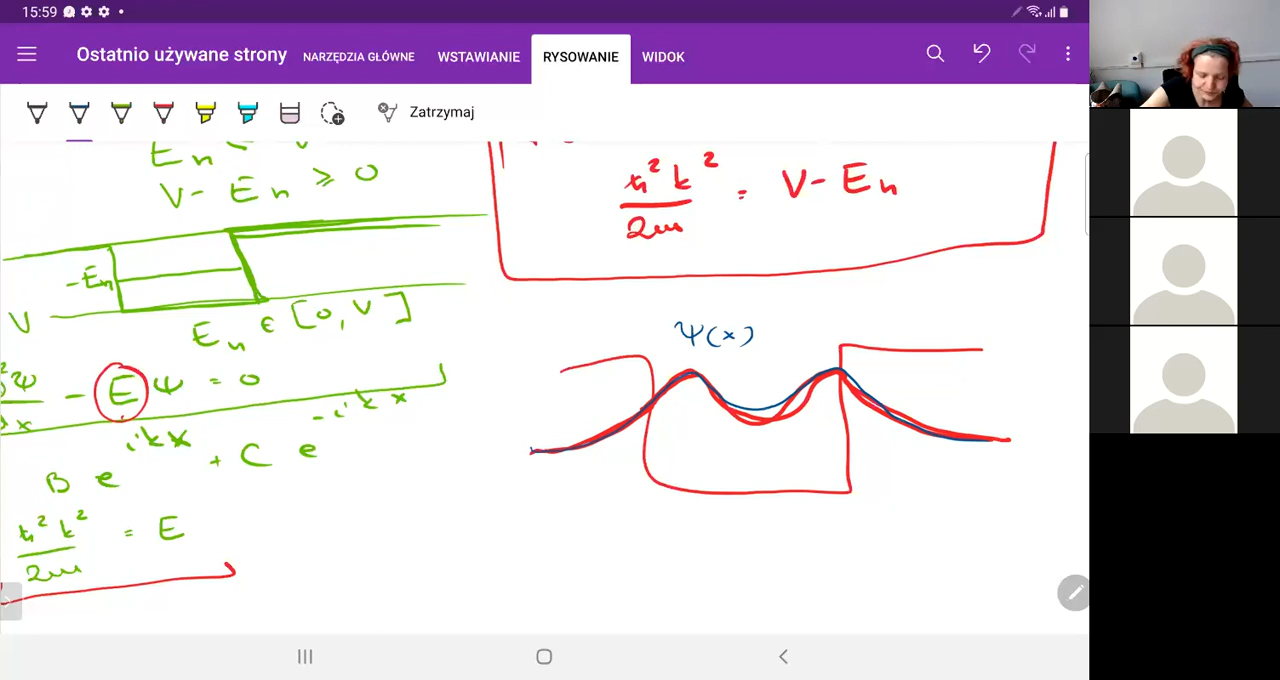 15:59
Ostatnio używane strony
NARZĘDZIA GŁÓWNE
WSTAWIANIE
RYSOWANIE
WIDOK
Zatrzymaj
V - En ≥ 0
-En
V
En ∈ [0, V]
- E Ψ = 0
B e^ikx + C e^-ikx
ħ²k²/2m = E
ħ²k²/2m = V - En
Ψ(x)